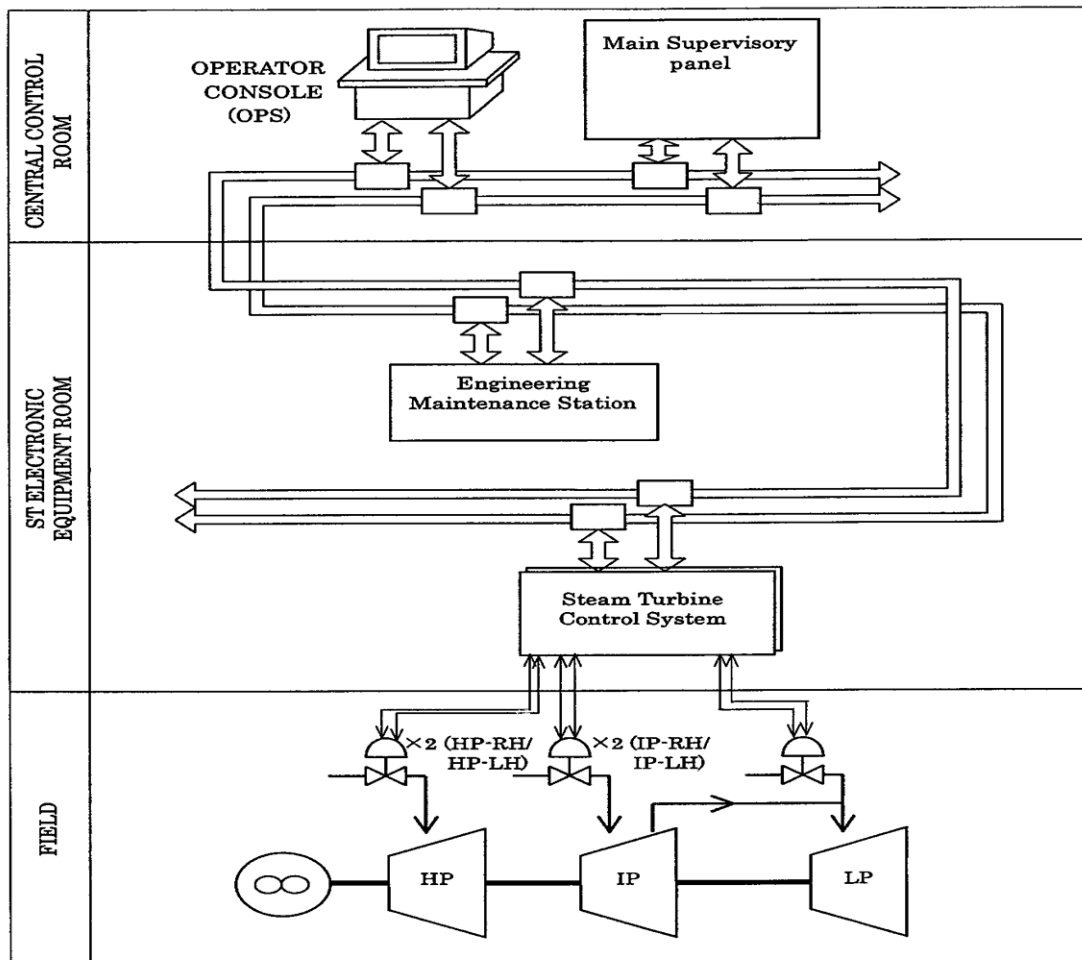 CENTRAL CONTROL
ROOM
OPERATOR
CONSOLE
(OPS)
Main Supervisory
panel
ST ELECTRONIC
EQUIPMENT ROOM
Engineering
Maintenance Station
Steam Turbine
Control System
FIELD
×2 (HP-RH/
HP-LH)
×2 (IP-RH/
IP-LH)
HP
IP
LP